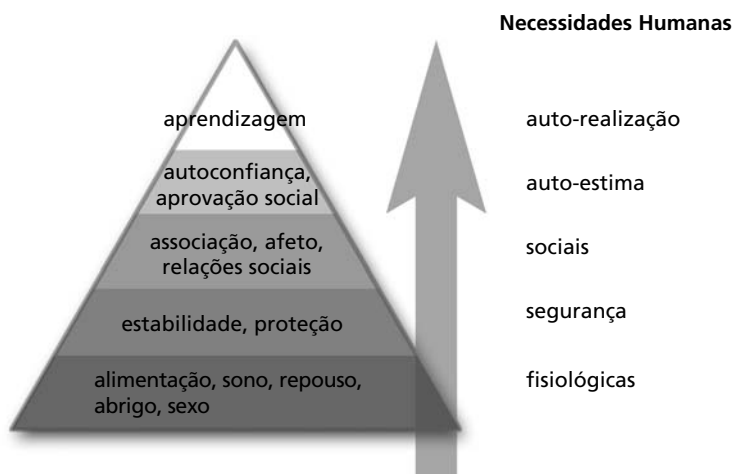 Necessidades Humanas
aprendizagem
auto-realização
autoconfiança,
aprovação social
auto-estima
associação, afeto,
relações sociais
sociais
estabilidade, proteção
segurança
alimentação, sono, repouso,
abrigo, sexo
fisiológicas